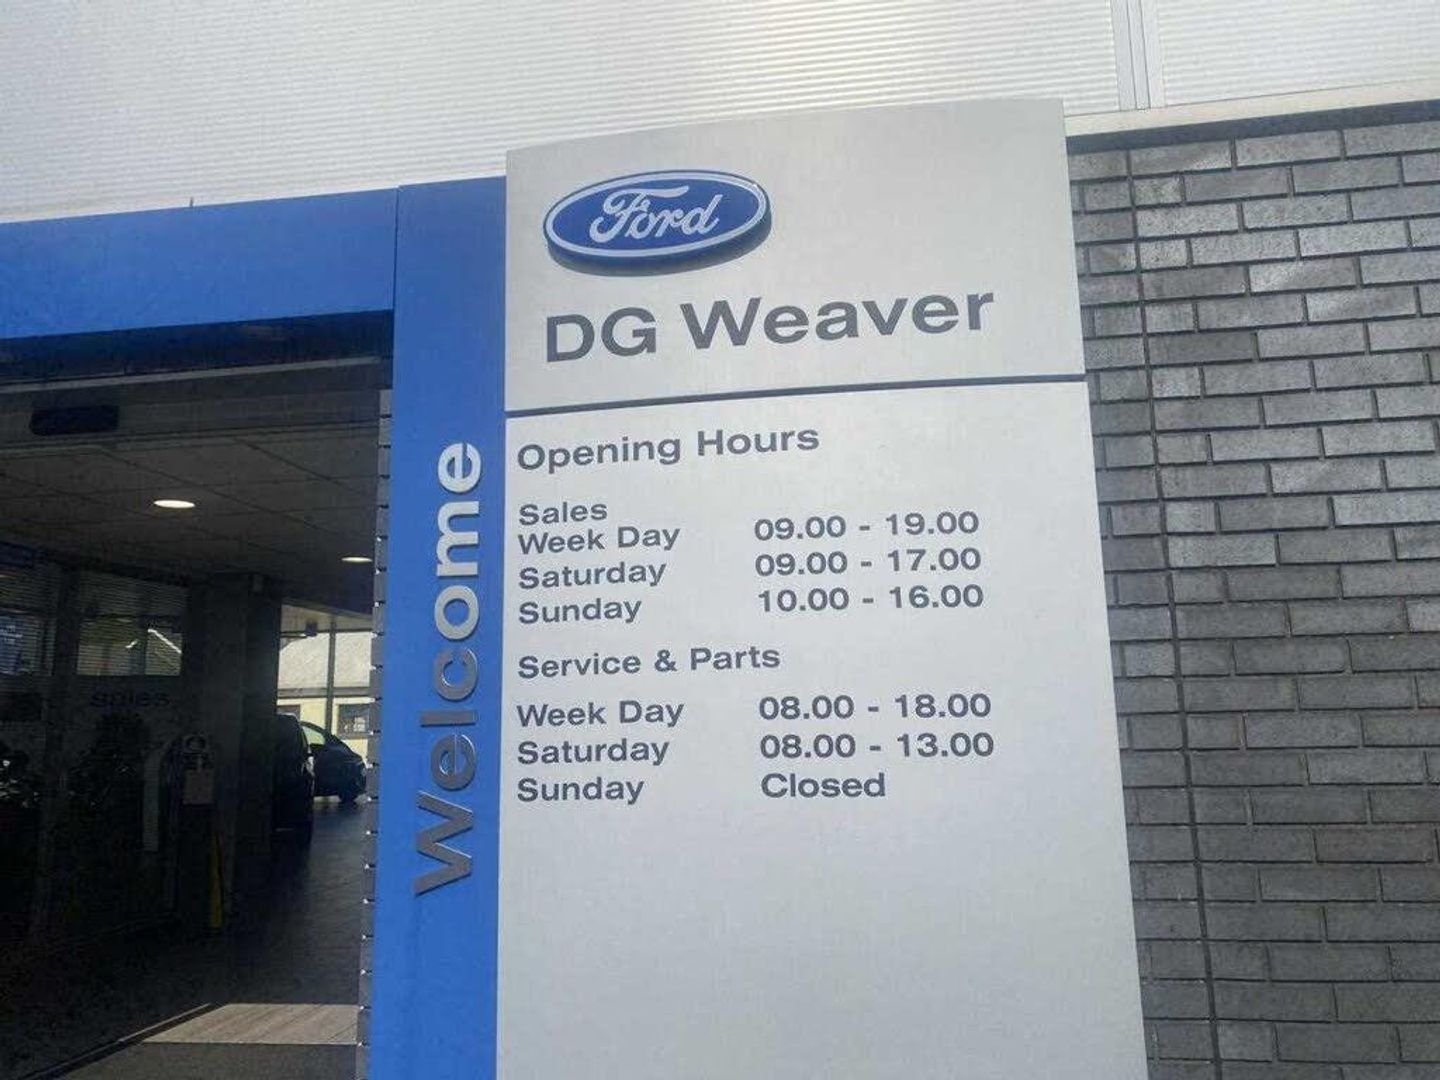 Ford
DG Weaver
Welcome
Opening Hours
Sales
Week Day 09.00 - 19.00
Saturday 09.00 - 17.00
Sunday 10.00 - 16.00
Service & Parts
Week Day 08.00 - 18.00
Saturday 08.00 - 13.00
Sunday Closed